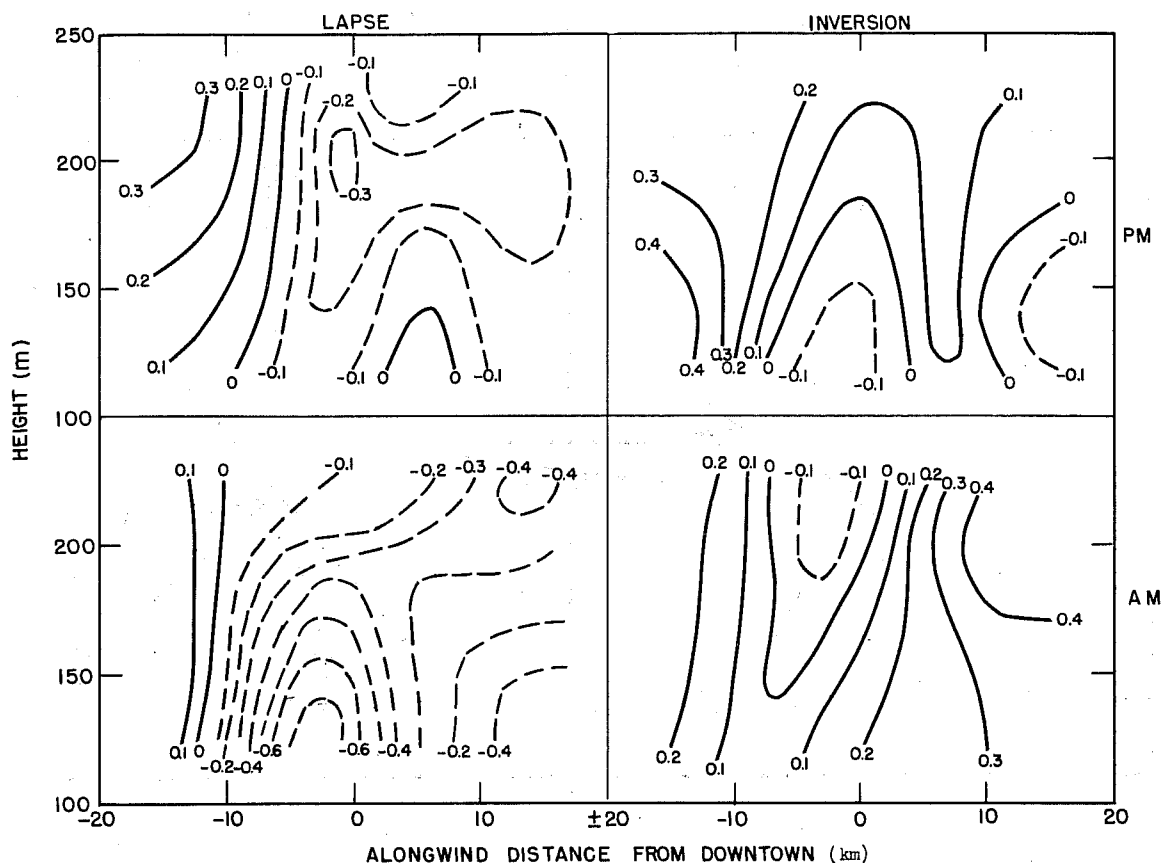 LAPSE INVERSION
250
-0.1
0.3 0.2 0.1 0 -0.1
-0.2
0.2 0.1
200
-0.3
0.3
0.3
0
0.4
-0.1
PM
0.2
150
0.1
0
-0.1
-0.1
0
-0.1
0.4 0.3 0.2 0.1 0
-0.1
-0.1
0
0
-0.1
HEIGHT (m)
100
0.1 0 -0.1 -0.2 -0.3 -0.4 -0.4
0.2 0.1 0 -0.1 -0.1 0 0.1 0.2 0.3 0.4
200
AM
0.4
150
0.1 0 -0.2 -0.4 -0.6 -0.6 -0.4 -0.2 -0.4
0.2 0.1 0.1 0.2 0.3
100
-20 -10 0 10 ±20 -10 0 10 20
ALONGWIND DISTANCE FROM DOWNTOWN (km)